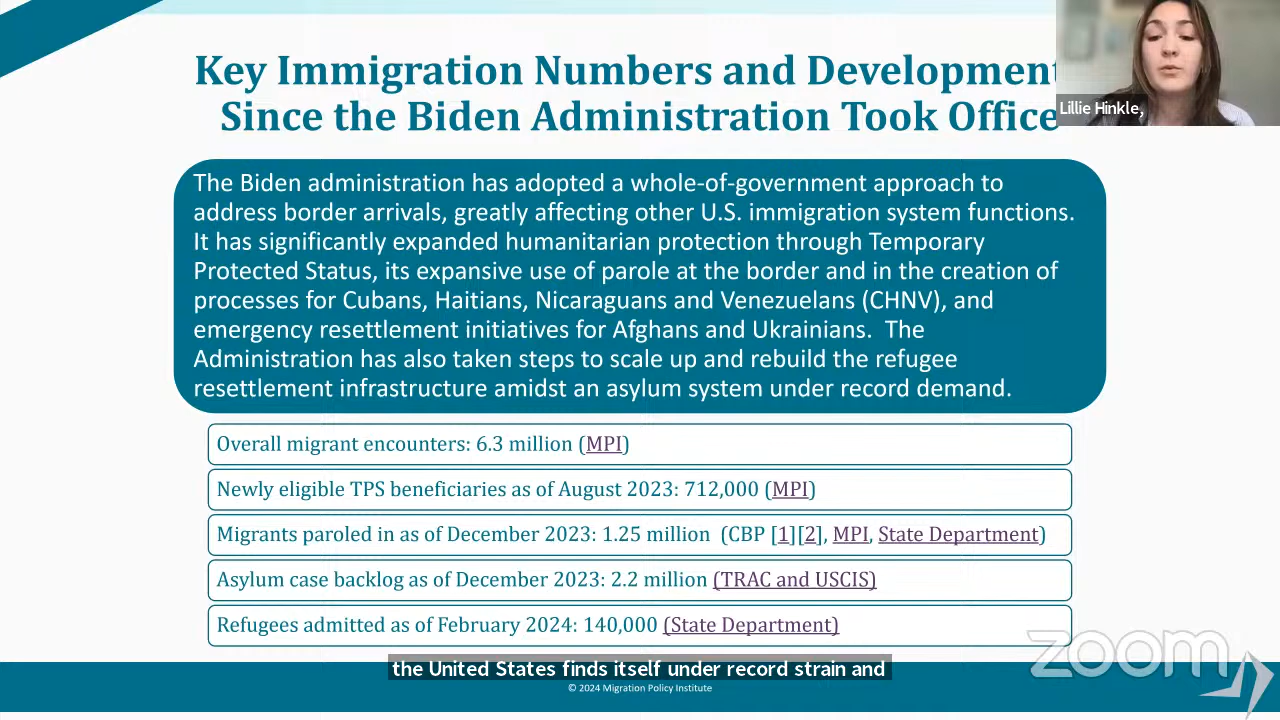 Key Immigration Numbers and Development
Since the Biden Administration Took Office
Lillie Hinkle,
The Biden administration has adopted a whole-of-government approach to
address border arrivals, greatly affecting other U.S. immigration system functions.
It has significantly expanded humanitarian protection through Temporary
Protected Status, its expansive use of parole at the border and in the creation of
processes for Cubans, Haitians, Nicaraguans and Venezuelans (CHNV), and
emergency resettlement initiatives for Afghans and Ukrainians.  The
Administration has also taken steps to scale up and rebuild the refugee
resettlement infrastructure amidst an asylum system under record demand.
Overall migrant encounters: 6.3 million (MPI)
Newly eligible TPS beneficiaries as of August 2023: 712,000 (MPI)
Migrants paroled in as of December 2023: 1.25 million  (CBP [1][2], MPI, State Department)
Asylum case backlog as of December 2023: 2.2 million (TRAC and USCIS)
Refugees admitted as of February 2024: 140,000 (State Department)
zoom
the United States finds itself under record strain and
© 2024 Migration Policy Institute